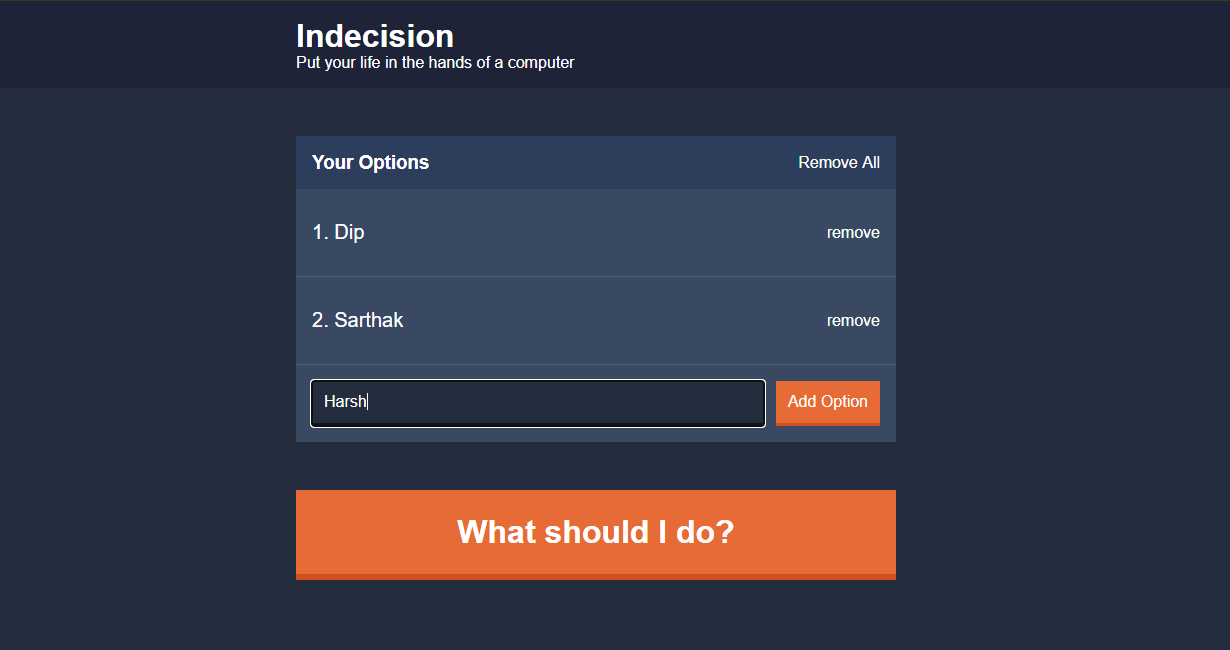 Indecision
Put your life in the hands of a computer
Your Options Remove All
1. Dip remove
2. Sarthak remove
Harsh Add Option
What should I do?